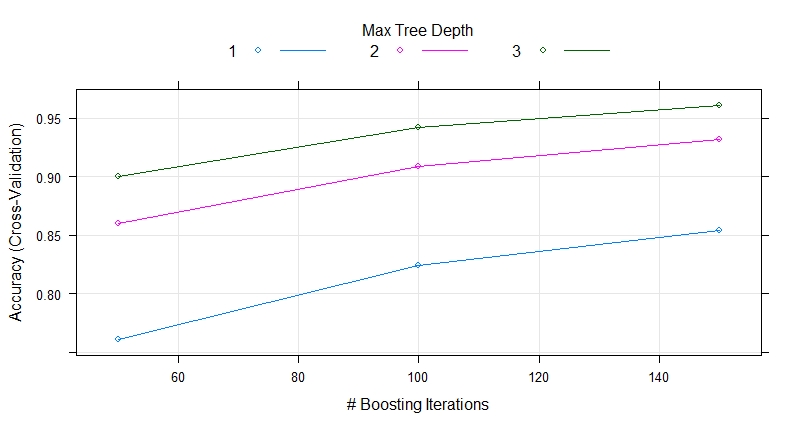 Max Tree Depth
1 2 3
0.95
0.90
0.85
0.80
Accuracy (Cross-Validation)
60 80 100 120 140
# Boosting Iterations